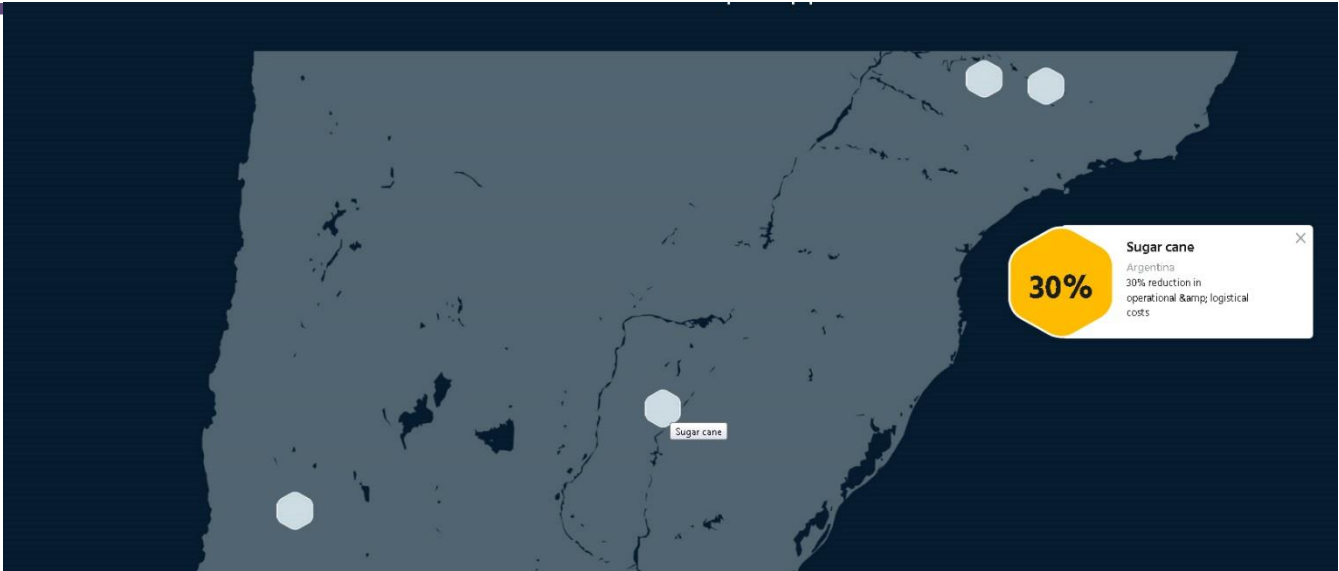 30%
Sugar cane
Argentina
30% reduction in
operational &amp; logistical
costs
Sugar cane